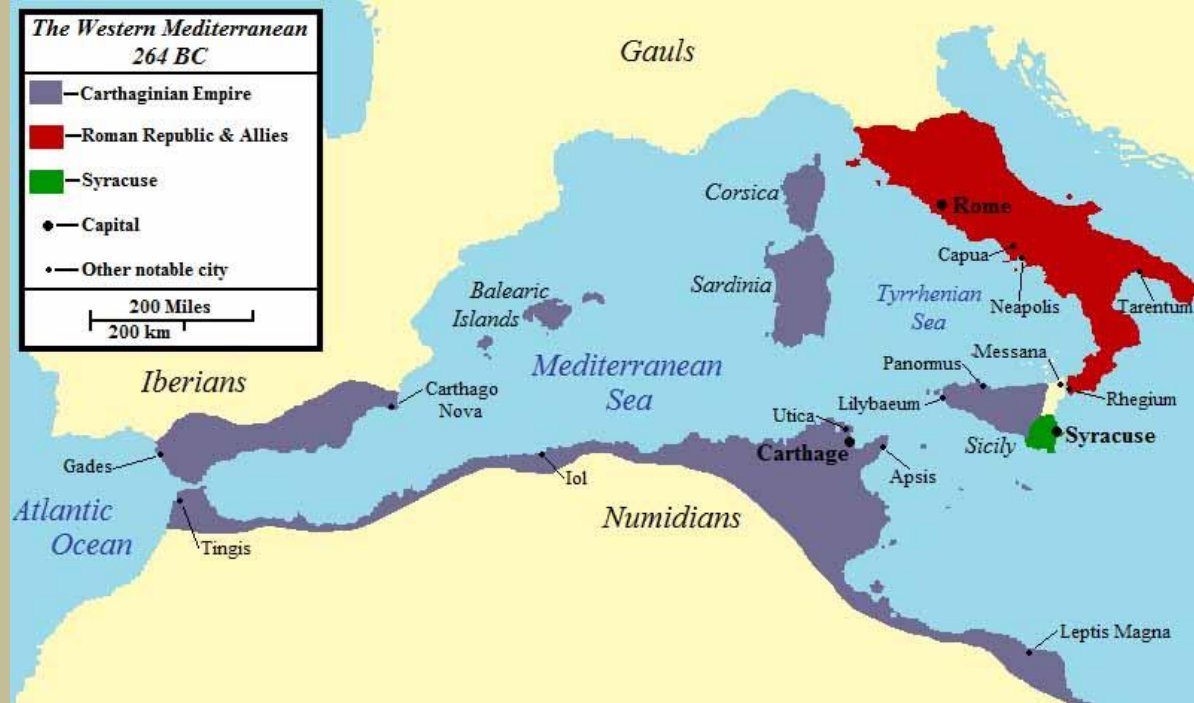 The Western Mediterranean
264 BC
Carthaginian Empire
Roman Republic & Allies
Syracuse
Capital
Other notable city
200 Miles
200 km
Gauls
Corsica
Rome
Capua
Sardinia
Balearic
Islands
Tyrrhenian
Sea
Neapolis
Tarentum
Messana
Mediterranean
Sea
Panormus
Iberians
Carthago
Nova
Lilybaeum
Rhegium
Utica
Sicily
Syracuse
Carthage
Gades
Iol
Apsis
Atlantic
Ocean
Numidians
Tingis
Leptis Magna